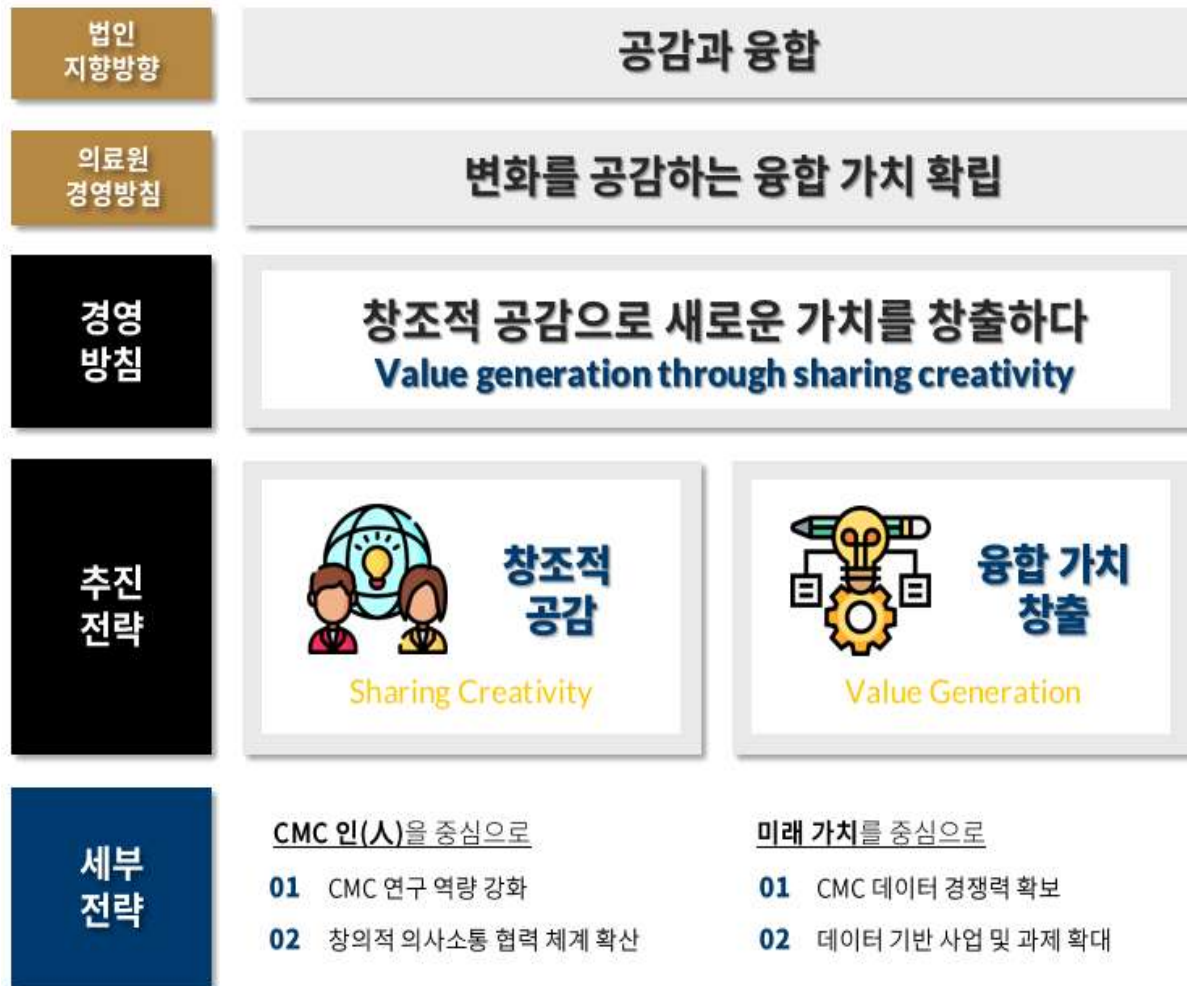 법인
지향방향
공감과 융합
의료원
경영방침
변화를 공감하는 융합 가치 확립
경영
방침
창조적 공감으로 새로운 가치를 창출하다
Value generation through sharing creativity
추진
전략
창조적
공감
Sharing Creativity
융합 가치
창출
Value Generation
세부
전략
CMC 인(人)을 중심으로
01 CMC 연구 역량 강화
02 창의적 의사소통 협력 체계 확산
미래 가치를 중심으로
01 CMC 데이터 경쟁력 확보
02 데이터 기반 사업 및 과제 확대